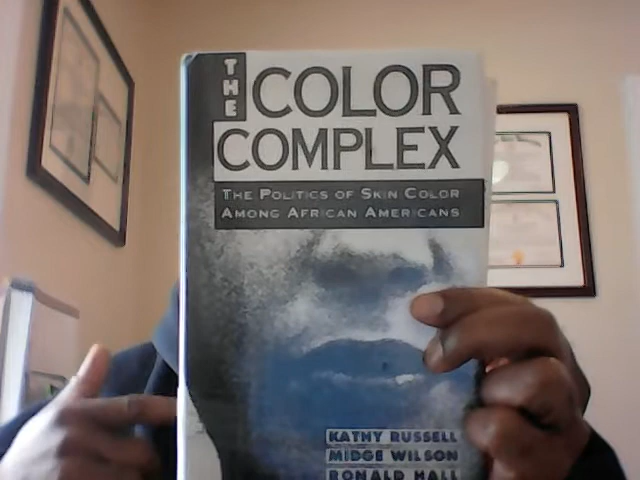 THE COLOR
COMPLEX
THE POLITICS OF SKIN COLOR
AMONG AFRICAN AMERICANS
KATHY RUSSELL
MIDGE WILSON
RONALD HALL